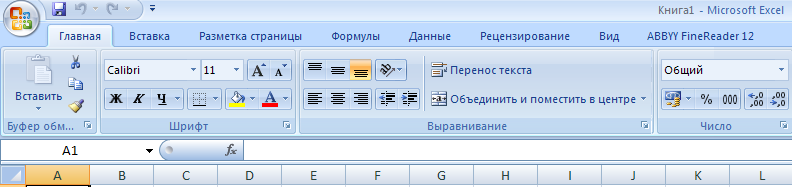 Книга1 - Microsoft Excel
Главная Вставка Разметка страницы Формулы Данные Рецензирование Вид ABBYY FineReader 12
Calibri 11 А А Перенос текста Общий
Вставить Ж К Ч А Объединить и поместить в центре % 000 ,0 ,00 ,00 ,0
Буфер обм... Шрифт Выравнивание Число
A1 fx
A B C D E F G H I J K L